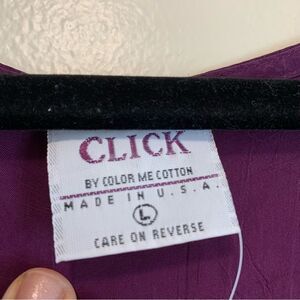 CLICK
BY COLOR ME COTTON
MADE IN U.S.A.
L
CARE ON REVERSE